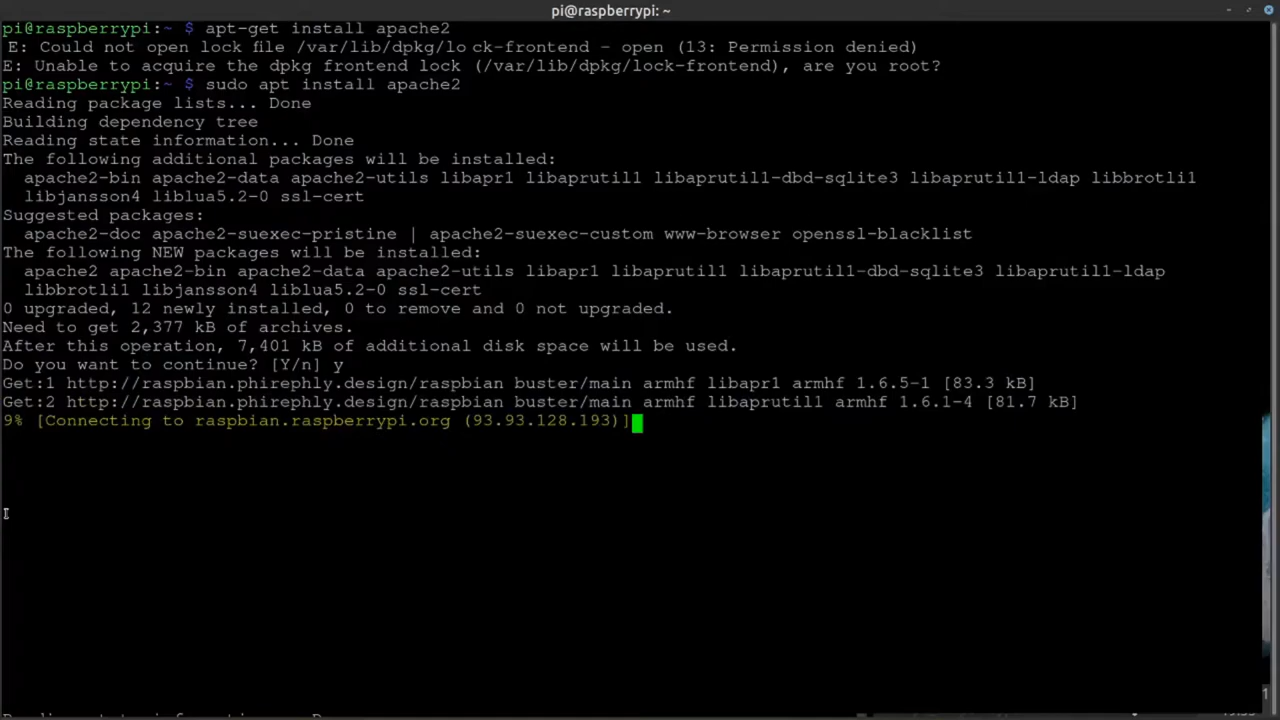 pi@raspberrypi: ~
pi@raspberrypi:~ $ apt-get install apache2
E: Could not open lock file /var/lib/dpkg/lo ck-frontend - open (13: Permission denied)
E: Unable to acquire the dpkg frontend lock (/var/lib/dpkg/lock-frontend), are you root?
pi@raspberrypi:~ $ sudo apt install apache2
Reading package lists... Done
Building dependency tree
Reading state information... Done
The following additional packages will be installed:
apache2-bin apache2-data apache2-utils libapr1 libaprutil1 libaprutil1-dbd-sqlite3 libaprutil1-ldap libbrotli1
libjansson4 liblua5.2-0 ssl-cert
Suggested packages:
apache2-doc apache2-suexec-pristine | apache2-suexec-custom www-browser openssl-blacklist
The following NEW packages will be installed:
apache2 apache2-bin apache2-data apache2-utils libapr1 libaprutil1 libaprutil1-dbd-sqlite3 libaprutil1-ldap
libbrotli1 libjansson4 liblua5.2-0 ssl-cert
0 upgraded, 12 newly installed, 0 to remove and 0 not upgraded.
Need to get 2,377 kB of archives.
After this operation, 7,401 kB of additional disk space will be used.
Do you want to continue? [Y/n] y
Get:1 http://raspbian.phirephly.design/raspbian buster/main armhf libapr1 armhf 1.6.5-1 [83.3 kB]
Get:2 http://raspbian.phirephly.design/raspbian buster/main armhf libaprutil1 armhf 1.6.1-4 [81.7 kB]
9% [Connecting to raspbian.raspberrypi.org (93.93.128.193)]
1